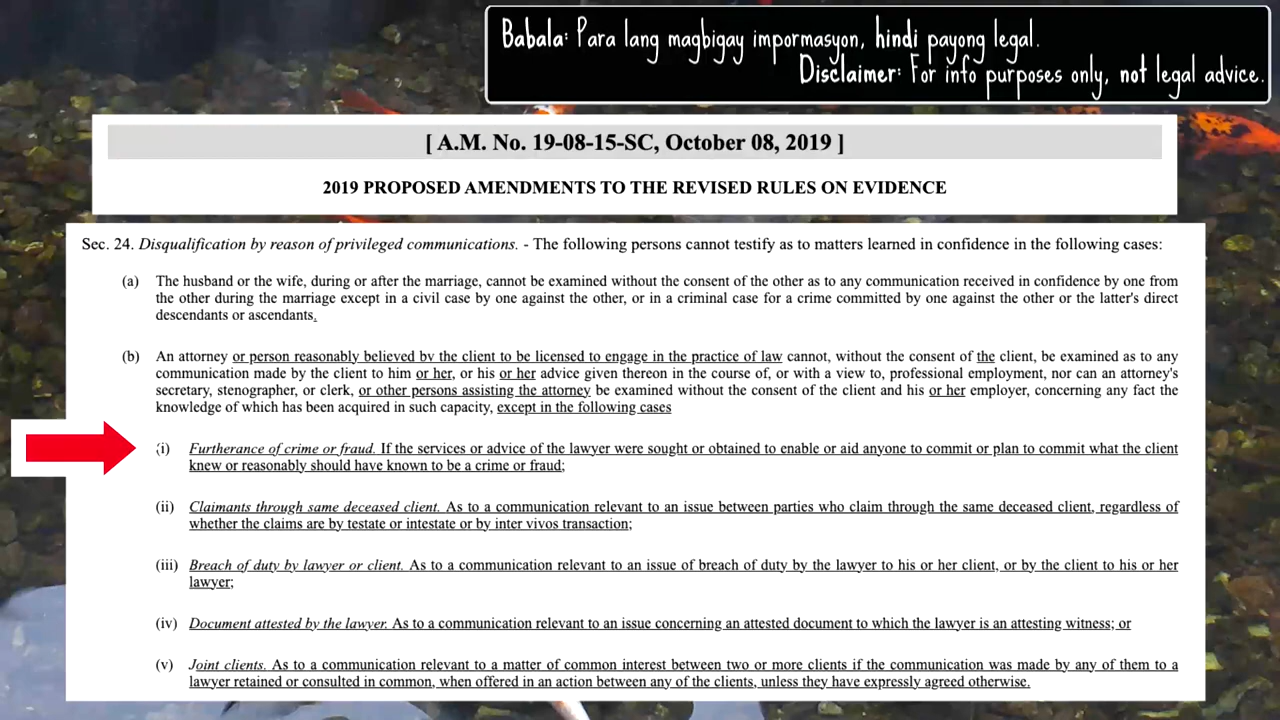 Babala: Para lang magbigay impormasyon, hindi payong legal.
Disclaimer: For info purposes only, not legal advice.
[ A.M. No. 19-08-15-SC, October 08, 2019 ]
2019 PROPOSED AMENDMENTS TO THE REVISED RULES ON EVIDENCE
Sec. 24. Disqualification by reason of privileged communications. - The following persons cannot testify as to matters learned in confidence in the following cases:
(a) The husband or the wife, during or after the marriage, cannot be examined without the consent of the other as to any communication received in confidence by one from
the other during the marriage except in a civil case by one against the other, or in a criminal case for a crime committed by one against the other or the latter's direct
descendants or ascendants.
(b) An attorney or person reasonably believed by the client to be licensed to engage in the practice of law cannot, without the consent of the client, be examined as to any
communication made by the client to him or her, or his or her advice given thereon in the course of, or with a view to, professional employment, nor can an attorney's
secretary, stenographer, or clerk, or other persons assisting the attorney be examined without the consent of the client and his or her employer, concerning any fact the
knowledge of which has been acquired in such capacity, except in the following cases
(i) Furtherance of crime or fraud. If the services or advice of the lawyer were sought or obtained to enable or aid anyone to commit or plan to commit what the client
knew or reasonably should have known to be a crime or fraud;
(ii) Claimants through same deceased client. As to a communication relevant to an issue between parties who claim through the same deceased client, regardless of
whether the claims are by testate or intestate or by inter vivos transaction;
(iii) Breach of duty by lawyer or client. As to a communication relevant to an issue of breach of duty by the lawyer to his or her client, or by the client to his or her
lawyer;
(iv) Document attested by the lawyer. As to a communication relevant to an issue concerning an attested document to which the lawyer is an attesting witness; or
(v) Joint clients. As to a communication relevant to a matter of common interest between two or more clients if the communication was made by any of them to a
lawyer retained or consulted in common, when offered in an action between any of the clients, unless they have expressly agreed otherwise.